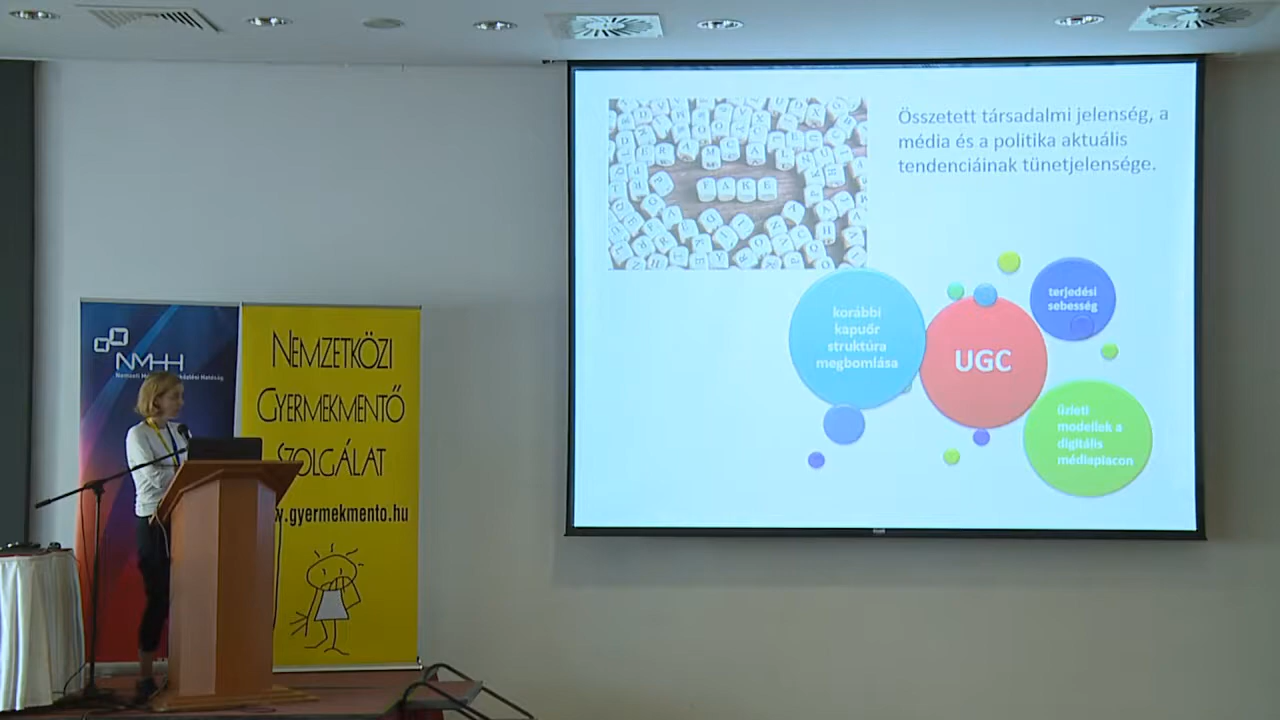 Összetett társadalmi jelenség, a
média és a politika aktuális
tendenciáinak tünetjelensége.
FAKE
korábbi
kapuőr
struktúra
megbomlása
UGC
terjedési
sebesség
üzleti
modellek a
digitális
médiapiacon
NMHH
NEMZETKÖZI
GYERMEKMENTŐ
SZOLGÁLAT
.gyermekmento.hu